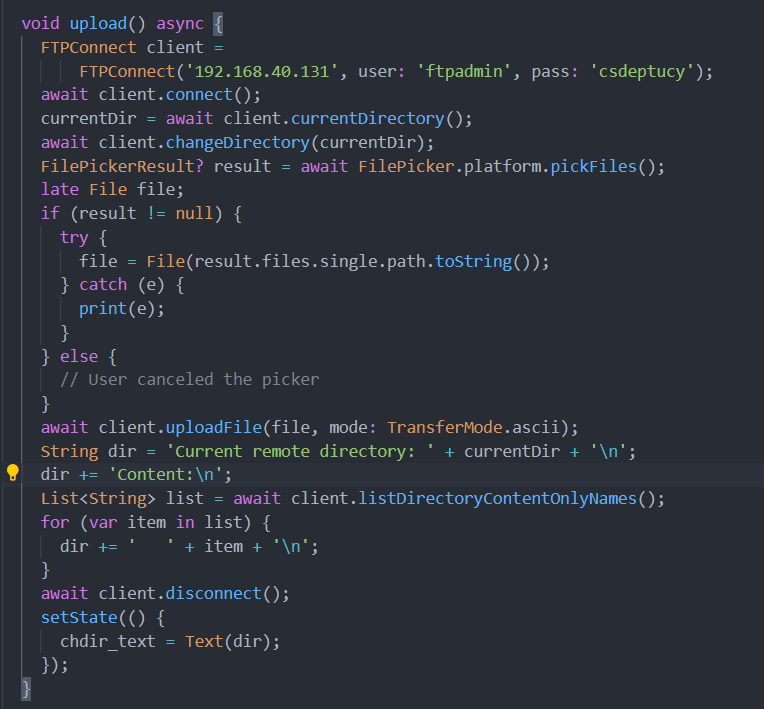 void upload() async {
  FTPConnect client =
      FTPConnect('192.168.40.131', user: 'ftpadmin', pass: 'csdeptucy');
  await client.connect();
  currentDir = await client.currentDirectory();
  await client.changeDirectory(currentDir);
  FilePickerResult? result = await FilePicker.platform.pickFiles();
  late File file;
  if (result != null) {
    try {
      file = File(result.files.single.path.toString());
    } catch (e) {
      print(e);
    }
  } else {
    // User canceled the picker
  }
  await client.uploadFile(file, mode: TransferMode.ascii);
  String dir = 'Current remote directory: ' + currentDir + '\n';
  dir += 'Content:\n';
  List<String> list = await client.listDirectoryContentOnlyNames();
  for (var item in list) {
    dir += '   ' + item + '\n';
  }
  await client.disconnect();
  setState(() {
    chdir_text = Text(dir);
  });
}